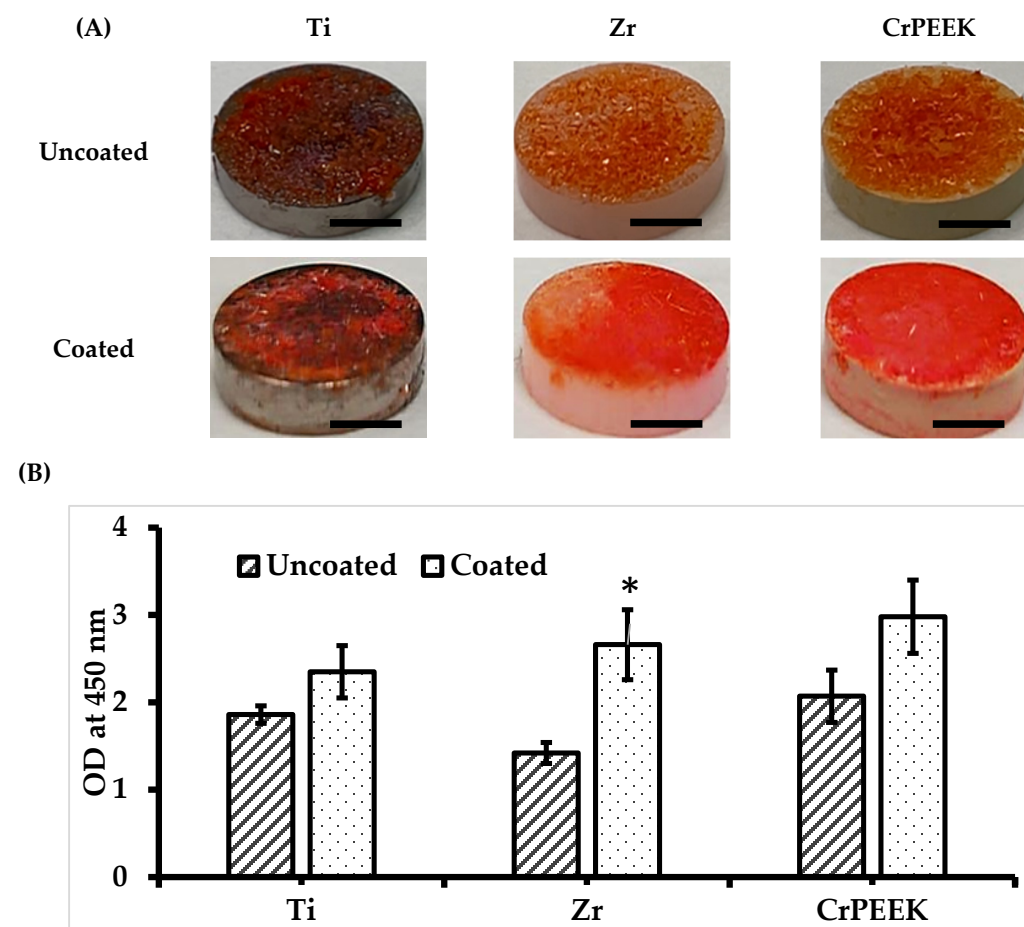 (A) Ti Zr CrPEEK
Uncoated
Coated
(B)
OD at 450 nm
4
3
2
1
0
Uncoated Coated
*
Ti Zr CrPEEK